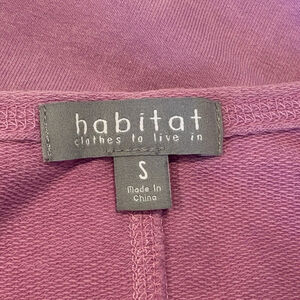 habitat
clothes to live in
S
Made In
China